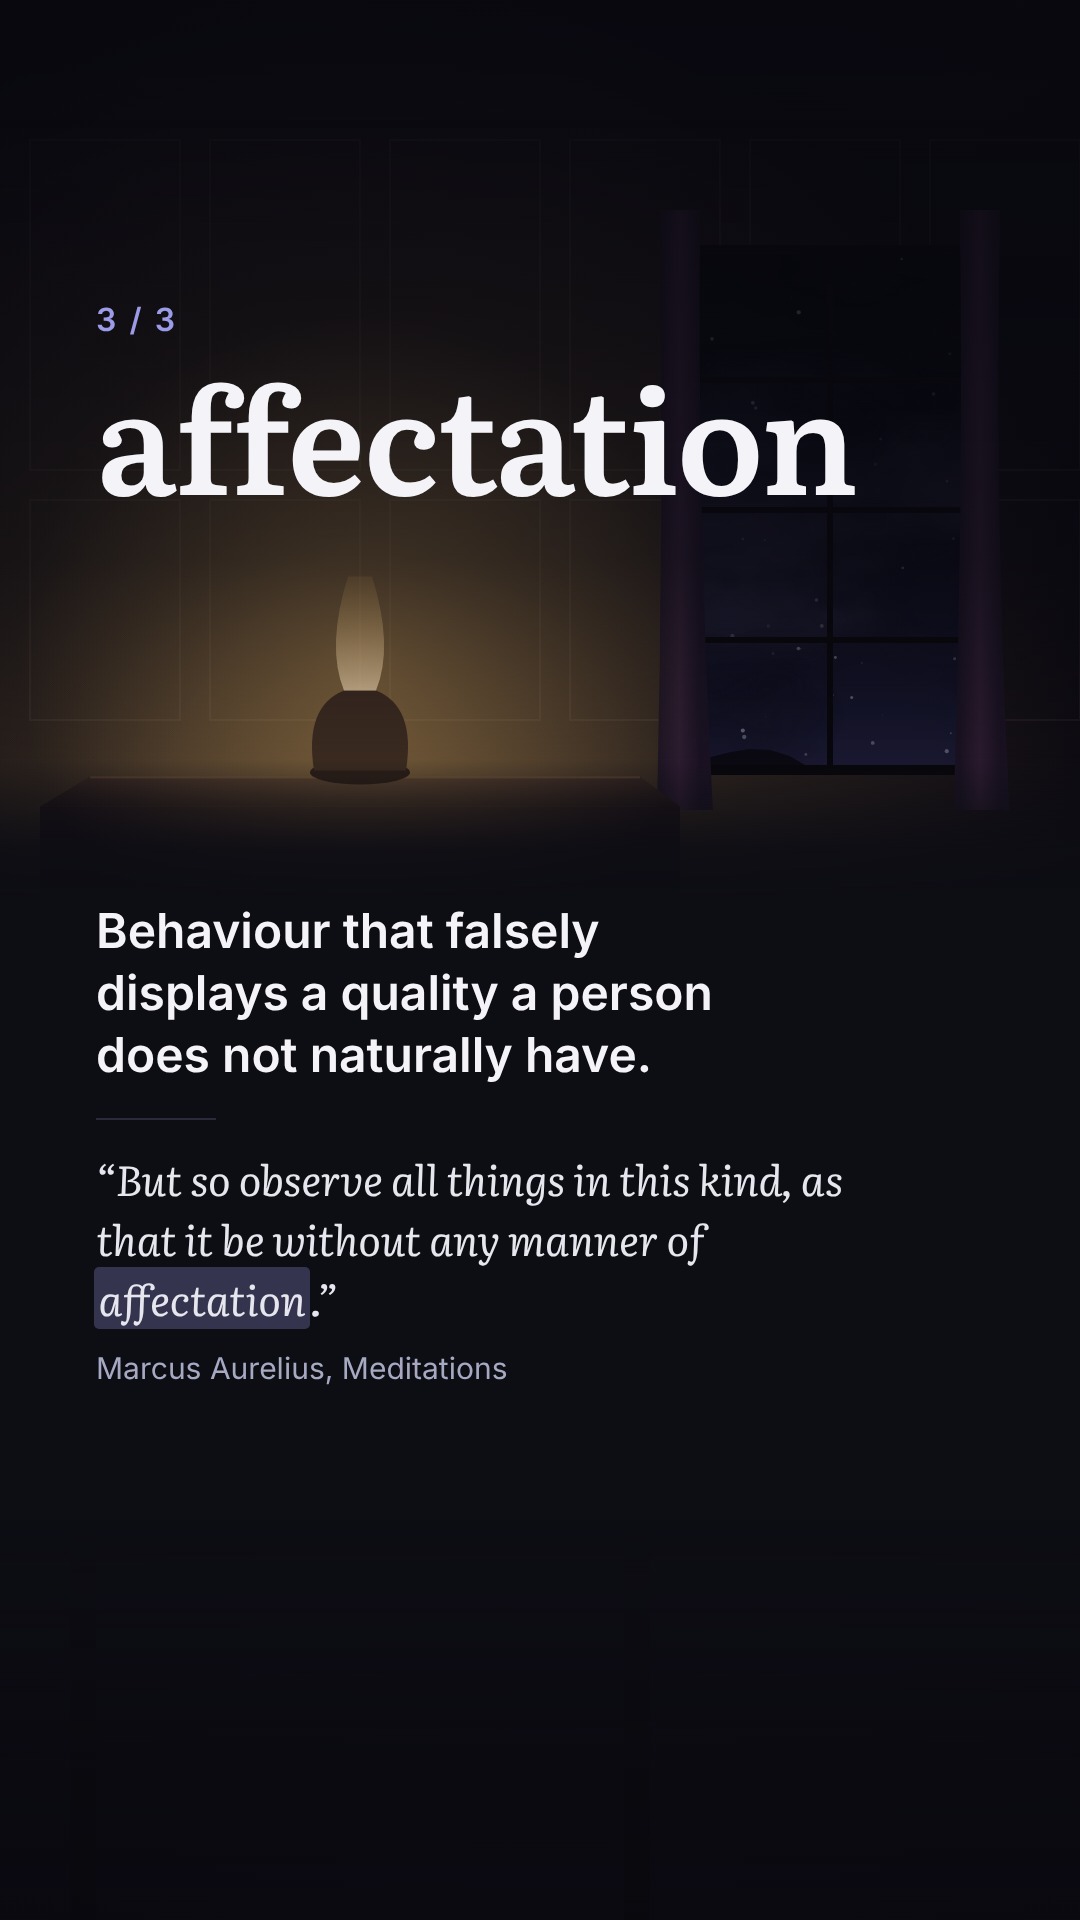 3 / 3
affectation
Behaviour that falsely
displays a quality a person
does not naturally have.
“But so observe all things in this kind, as
that it be without any manner of
affectation.”
Marcus Aurelius, Meditations